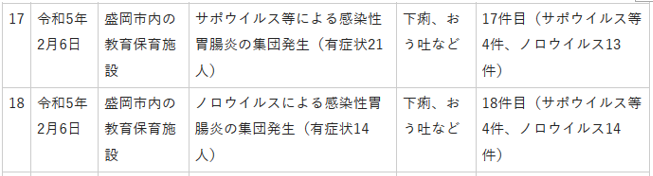 17 令和5年2月6日 盛岡市内の教育保育施設 サポウイルス等による感染性胃腸炎の集団発生（有症状21人） 下痢、おう吐など 17件目（サポウイルス等4件、ノロウイルス13件）
18 令和5年2月6日 盛岡市内の教育保育施設 ノロウイルスによる感染性胃腸炎の集団発生（有症状14人） 下痢、おう吐など 18件目（サポウイルス等4件、ノロウイルス14件）